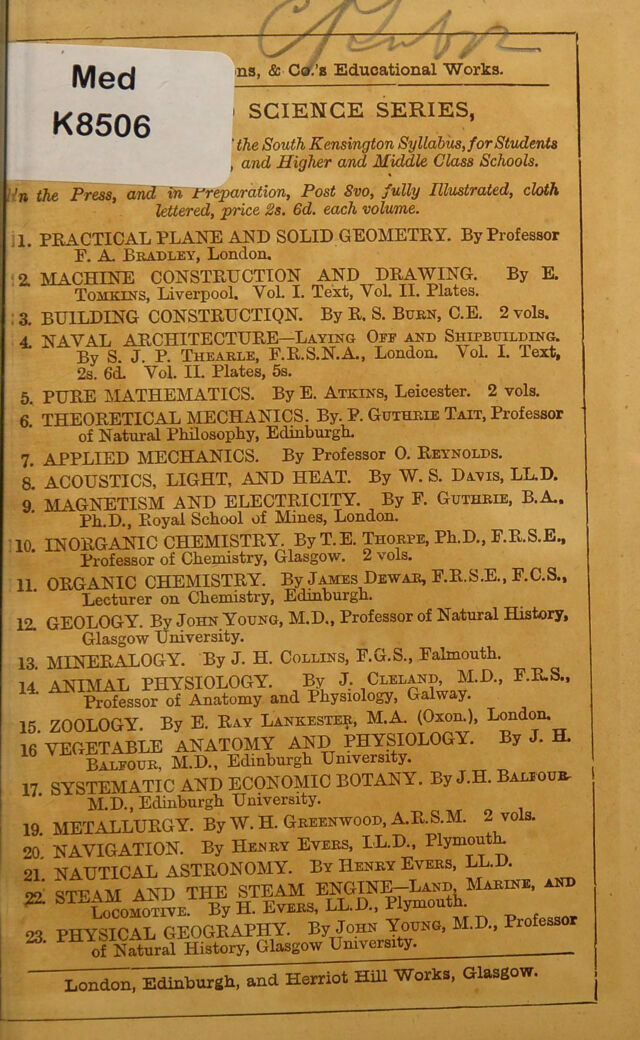 Med
K8506
ns, & Co.'s Educational Works.
SCIENCE SERIES,
the South Kensington Syllabus, for Students
, and Higher and Middle Class Schools.
In the Press, and in Preparation, Post 8vo, fully Illustrated, cloth
lettered, price 2s. 6d. each volume.
1. PRACTICAL PLANE AND SOLID GEOMETRY. By Professor
F. A. BRADLEY, London.
2. MACHINE CONSTRUCTION AND DRAWING. By E.
TOMKINS, Liverpool. Vol. I. Text, Vol. II. Plates.
3. BUILDING CONSTRUCTION. By R. S. BURN, C.E. 2 vols.
4. NAVAL ARCHITECTURE—LAYING OFF AND SHIPBUILDING.
By S. J. P. THEARLE, F.R.S.N.A., London. Vol. I. Text,
2s. 6d. Vol. II. Plates, 5s.
5. PURE MATHEMATICS. By E. ATKINS, Leicester. 2 vols.
6. THEORETICAL MECHANICS. By. P. GUTHRIE TAIT, Professor
of Natural Philosophy, Edinburgh.
7. APPLIED MECHANICS. By Professor O. REYNOLDS.
8. ACOUSTICS, LIGHT, AND HEAT. By W. S. DAVIS, LL.D.
9. MAGNETISM AND ELECTRICITY. By F. GUTHRIE, B.A.,
Ph.D., Royal School of Mines, London.
10. INORGANIC CHEMISTRY. By T. E. THORPE, Ph.D., F.R.S.E.,
Professor of Chemistry, Glasgow. 2 vols.
11. ORGANIC CHEMISTRY. By JAMES DEWAR, F.R.S.E., F.C.S.,
Lecturer on Chemistry, Edinburgh.
12. GEOLOGY. By JOHN YOUNG, M.D., Professor of Natural History,
Glasgow University.
13. MINERALOGY. By J. H. COLLINS, F.G.S., Falmouth.
14. ANIMAL PHYSIOLOGY. By J. CLELAND, M.D., F.R.S.,
Professor of Anatomy and Physiology, Galway.
15. ZOOLOGY. By E. RAY LANKESTER, M.A. (Oxon.), London.
16 VEGETABLE ANATOMY AND PHYSIOLOGY. By J. H.
BALFOUR, M.D., Edinburgh University.
17. SYSTEMATIC AND ECONOMIC BOTANY. By J.H. BALFOUR.
M.D., Edinburgh University.
19. METALLURGY. By W. H. GREENWOOD, A.R.S.M. 2 vols.
20. NAVIGATION. By HENRY EVERS, LL.D., Plymouth.
21. NAUTICAL ASTRONOMY. BY HENRY EVERS, LL.D.
22. STEAM AND THE STEAM ENGINE—LAND, MARINE, AND
LOCOMOTIVE. By H. EVERS, LL.D., Plymouth.
23. PHYSICAL GEOGRAPHY. By JOHN YOUNG, M.D., Professor
of Natural History, Glasgow University.
London, Edinburgh, and Herriot Hill Works, Glasgow.